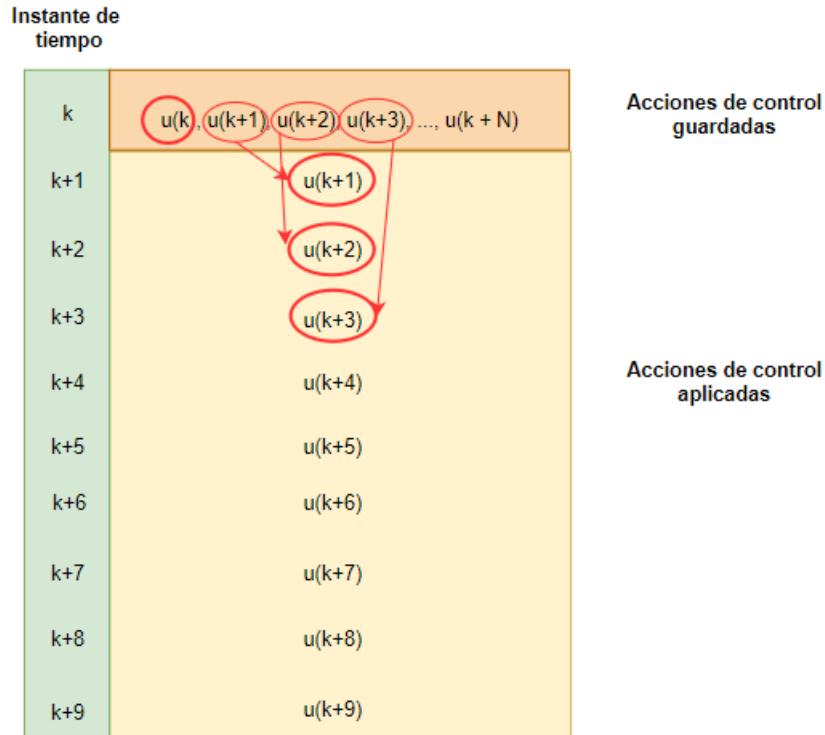 Instante de
tiempo
k
u(k), u(k+1), u(k+2), u(k+3), ..., u(k + N)
Acciones de control
guardadas
k+1
u(k+1)
k+2
u(k+2)
k+3
u(k+3)
k+4
u(k+4)
Acciones de control
aplicadas
k+5
u(k+5)
k+6
u(k+6)
k+7
u(k+7)
k+8
u(k+8)
k+9
u(k+9)